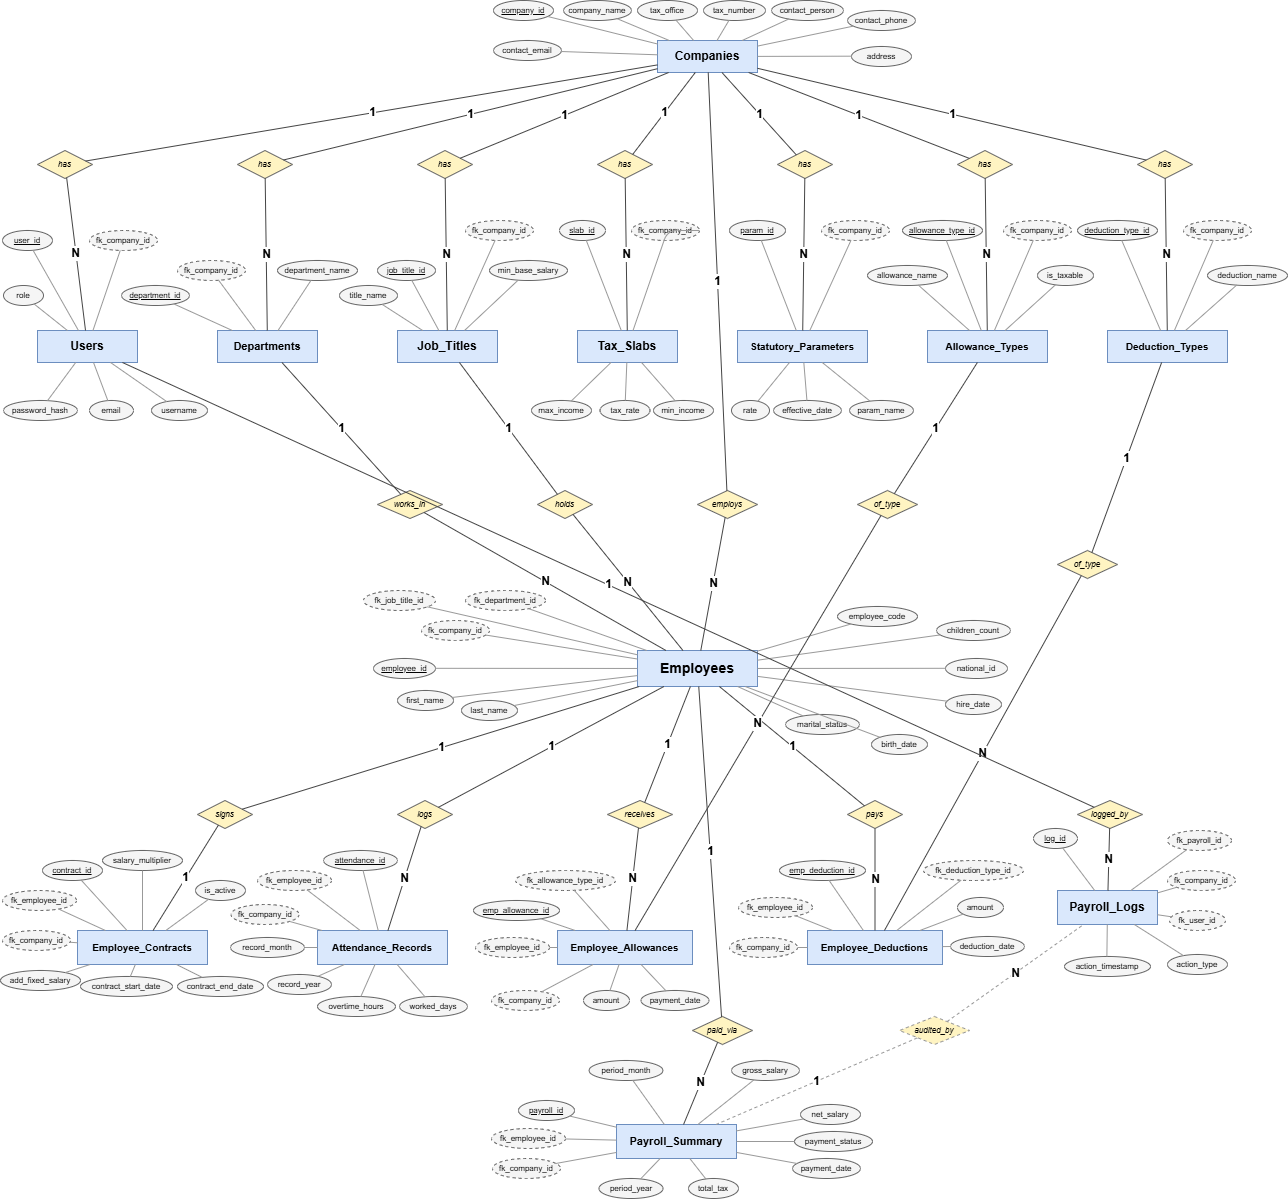 company_id
company_name
tax_office
tax_number
contact_person
contact_phone
contact_email
Companies
address
1
1
1
1
1
1
1
has
has
has
has
has
has
has
user_id
fk_company_id
N
role
Users
password_hash
email
username
fk_company_id
department_name
N
department_id
Departments
fk_company_id
N
job_title_id
min_base_salary
title_name
Job_Titles
slab_id
fk_company_id
N
Tax_Slabs
max_income
tax_rate
min_income
1
param_id
fk_company_id
N
Statutory_Parameters
rate
effective_date
param_name
allowance_type_id
fk_company_id
N
allowance_name
is_taxable
Allowance_Types
deduction_type_id
fk_company_id
N
deduction_name
Deduction_Types
1
1
1
1
works_in
holds
employs
of_type
of_type
N
1
N
N
fk_job_title_id
fk_department_id
fk_company_id
employee_id
first_name
last_name
Employees
employee_code
children_count
national_id
hire_date
marital_status
birth_date
1
1
1
1
N
N
signs
logs
receives
pays
logged_by
1
salary_multiplier
contract_id
is_active
fk_employee_id
1
fk_company_id
Employee_Contracts
add_fixed_salary
contract_start_date
contract_end_date
attendance_id
fk_employee_id
N
fk_company_id
record_month
Attendance_Records
record_year
overtime_hours
worked_days
fk_allowance_type_id
N
emp_allowance_id
fk_employee_id
Employee_Allowances
fk_company_id
amount
payment_date
emp_deduction_id
N
fk_deduction_type_id
fk_employee_id
amount
fk_company_id
Employee_Deductions
deduction_date
log_id
fk_payroll_id
N
fk_company_id
Payroll_Logs
fk_user_id
action_timestamp
action_type
N
paid_via
audited_by
N
1
period_month
gross_salary
payroll_id
net_salary
fk_employee_id
Payroll_Summary
payment_status
fk_company_id
payment_date
period_year
total_tax